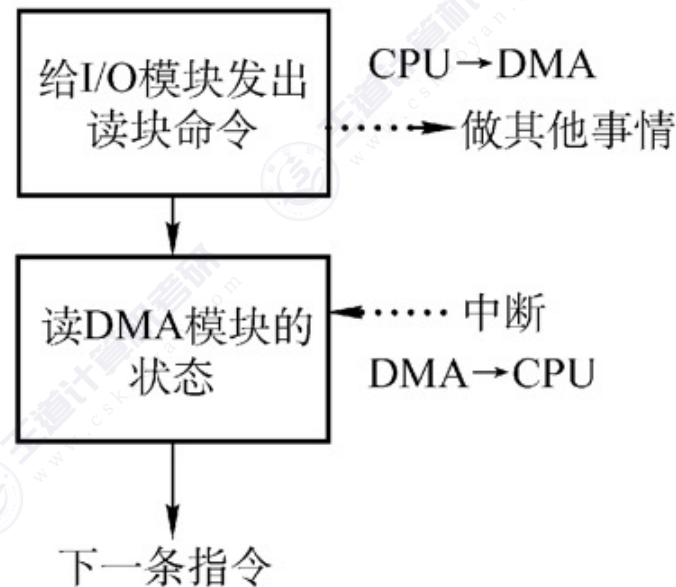 给I/O模块发出
读块命令
CPU→DMA
做其他事情
读DMA模块的
状态
中断
DMA→CPU
下一条指令